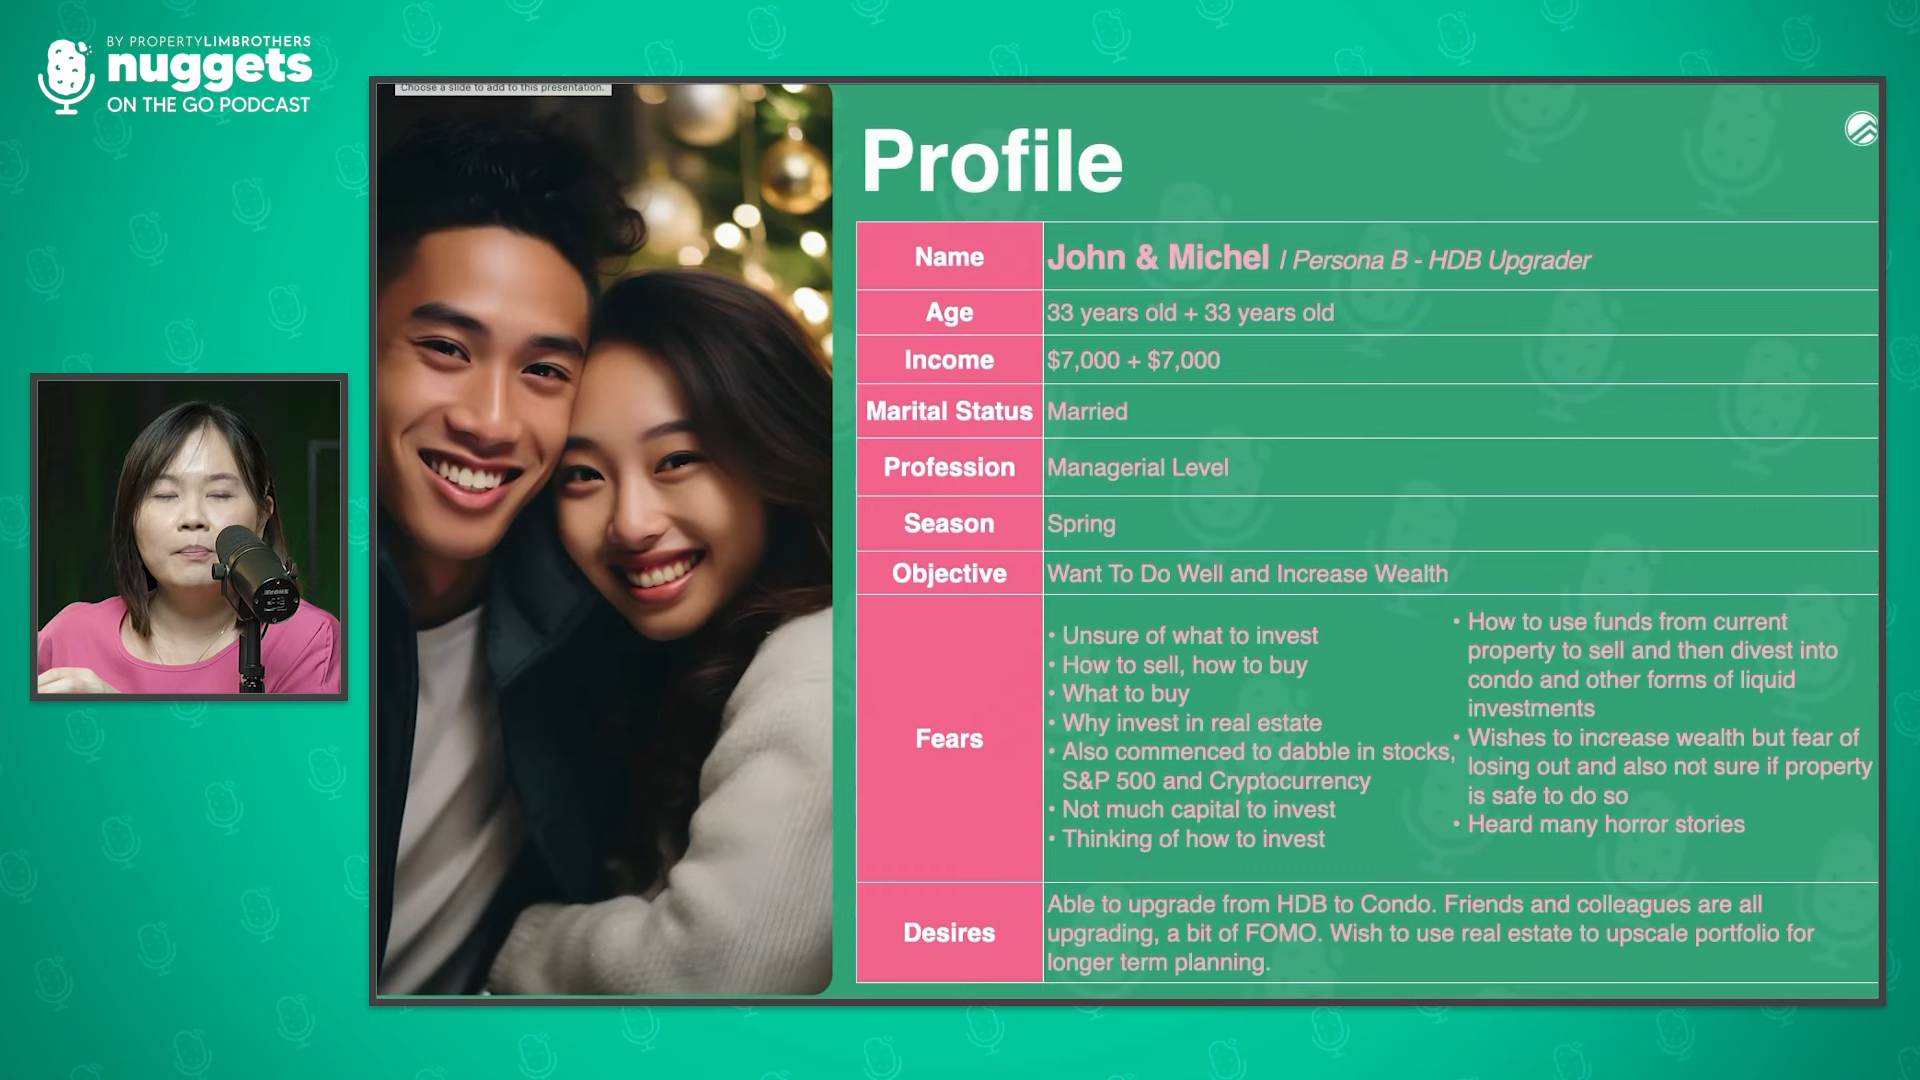 BY PROPERTYLIMBROTHERS
nuggets
ON THE GO PODCAST
Choose a slide to add to this presentation.
Profile
Name
John & Michel / Persona B - HDB Upgrader
Age
33 years old + 33 years old
Income
$7,000 + $7,000
Marital Status
Married
Profession
Managerial Level
Season
Spring
Objective
Want To Do Well and Increase Wealth
Fears
• Unsure of what to invest
• How to sell, how to buy
• What to buy
• Why invest in real estate
• Also commenced to dabble in stocks,
S&P 500 and Cryptocurrency
• Not much capital to invest
• Thinking of how to invest
• How to use funds from current
property to sell and then divest into
condo and other forms of liquid
investments
• Wishes to increase wealth but fear of
losing out and also not sure if property
is safe to do so
• Heard many horror stories
Desires
Able to upgrade from HDB to Condo. Friends and colleagues are all
upgrading, a bit of FOMO. Wish to use real estate to upscale portfolio for
longer term planning.